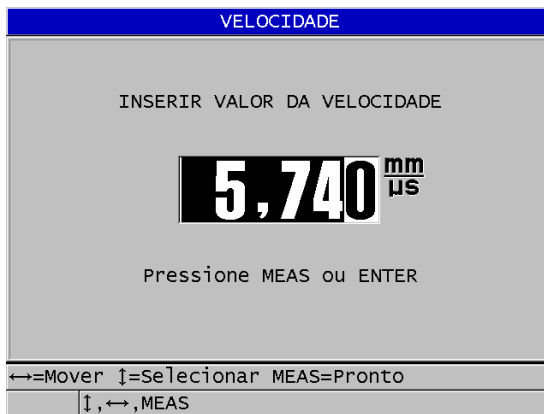 VELOCIDADE
INSERIR VALOR DA VELOCIDADE
5,740 mm/µs
Pressione MEAS ou ENTER
↔=Mover ↕=Selecionar MEAS=Pronto
↕,↔,MEAS